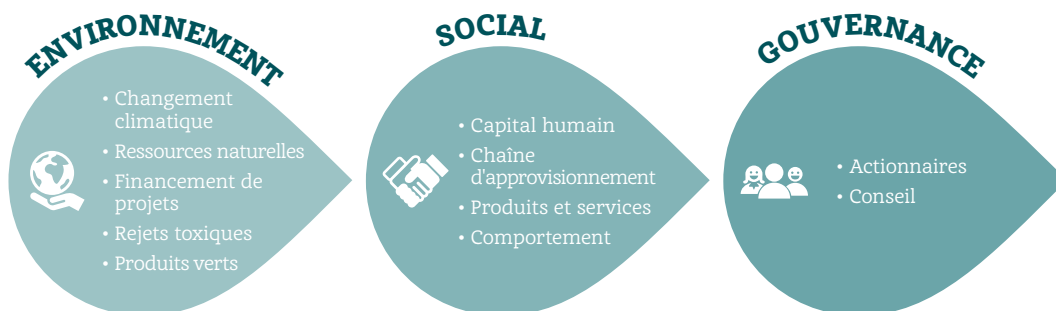 ENVIRONNEMENT
• Changement
climatique
• Ressources naturelles
• Financement de
projets
• Rejets toxiques
• Produits verts
SOCIAL
• Capital humain
• Chaîne
d'approvisionnement
• Produits et services
• Comportement
GOUVERNANCE
• Actionnaires
• Conseil